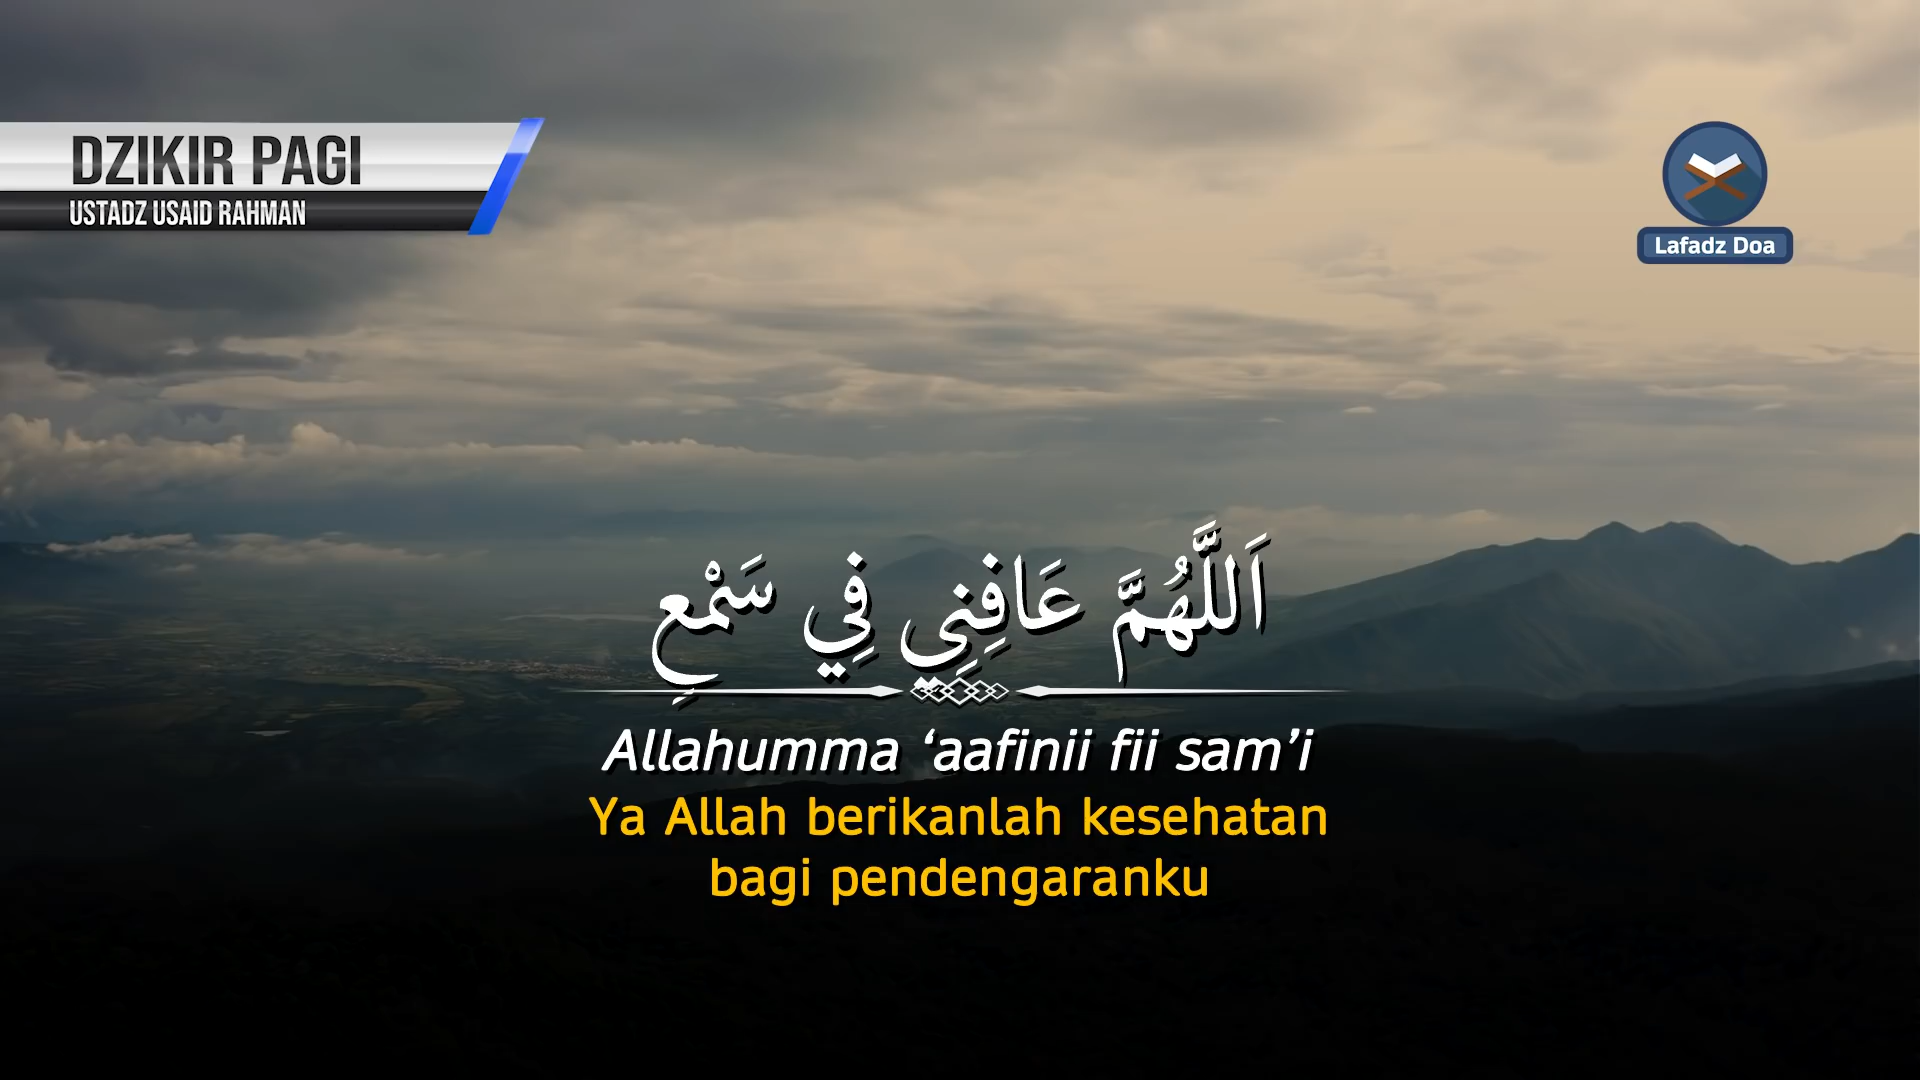 DZIKIR PAGI
USTADZ USAID RAHMAN
Lafadz Doa
اَللَّهُمَّ عَافِنِي فِي سَمْعِ
Allahumma ‘aafinii fii sam’i
Ya Allah berikanlah kesehatan
bagi pendengaranku